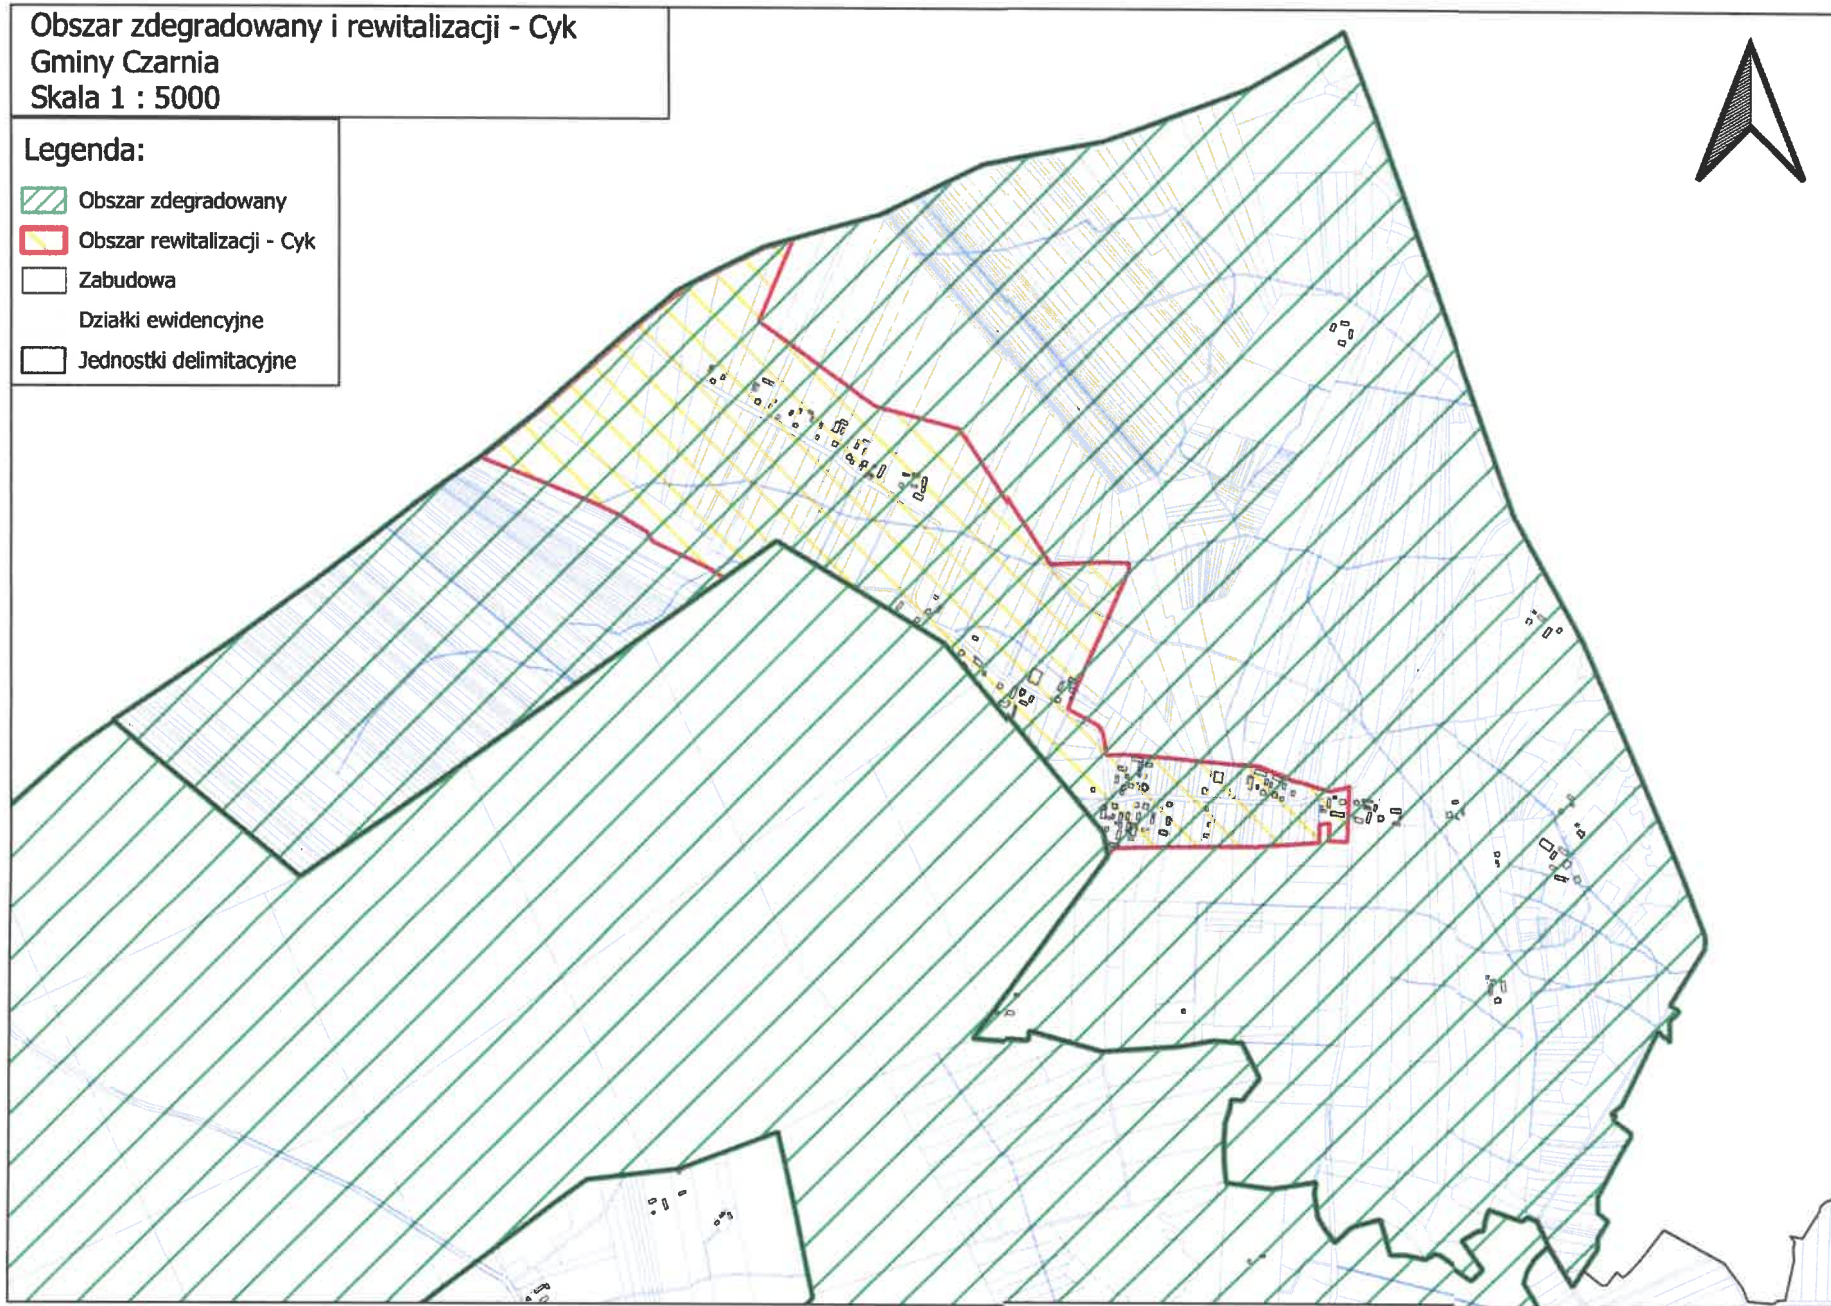 Obszar zdegradowany i rewitalizacji - Cyk
Gminy Czarnia
Skala 1 : 5000
Legenda:
Obszar zdegradowany
Obszar rewitalizacji - Cyk
Zabudowa
Działki ewidencyjne
Jednostki delimitacyjne